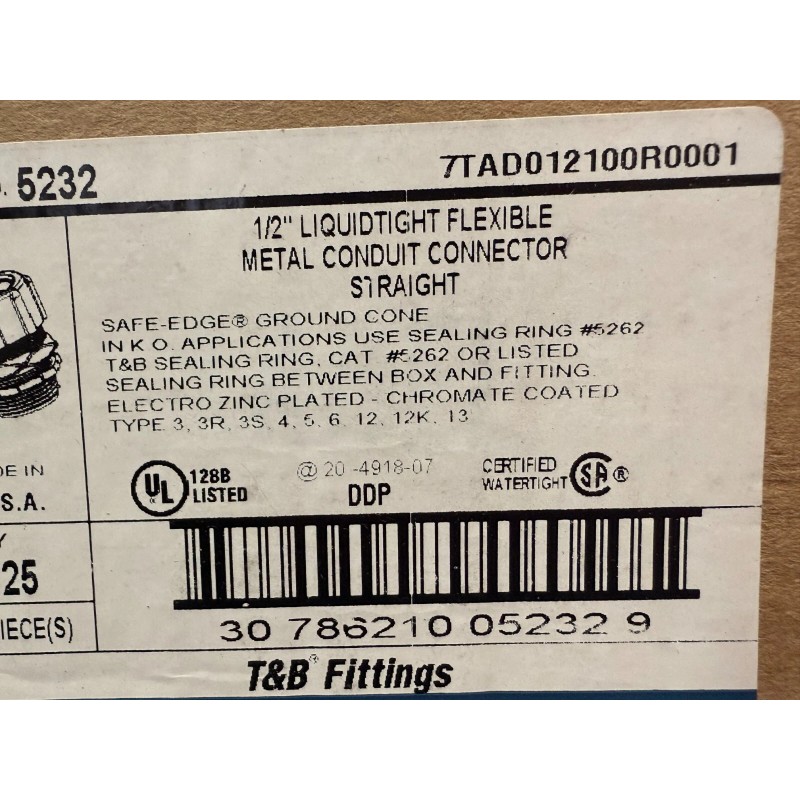 . 5232
7TAD012100R0001
1/2" LIQUIDTIGHT FLEXIBLE
METAL CONDUIT CONNECTOR
STRAIGHT
SAFE-EDGE® GROUND CONE
IN K O. APPLICATIONS USE SEALING RING #5262
T&B SEALING RING, CAT. #5262 OR LISTED
SEALING RING BETWEEN BOX AND FITTING.
ELECTRO ZINC PLATED - CHROMATE COATED
TYPE 3, 3R, 3S, 4, 5, 6, 12, 12K, 13
DE IN
S.A.
UL
128B
LISTED
@ 20 -4918-07
DDP
CERTIFIED
WATERTIGHT
SA ®
Y
25
IECE(S)
30 786210 05232 9
T&B® Fittings